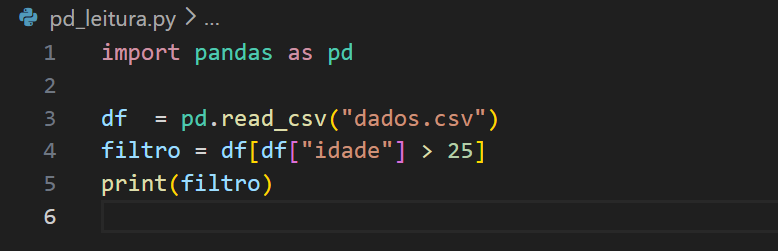 pd_leitura.py > ...
1 import pandas as pd
2
3 df  = pd.read_csv("dados.csv")
4 filtro = df[df["idade"] > 25]
5 print(filtro)
6